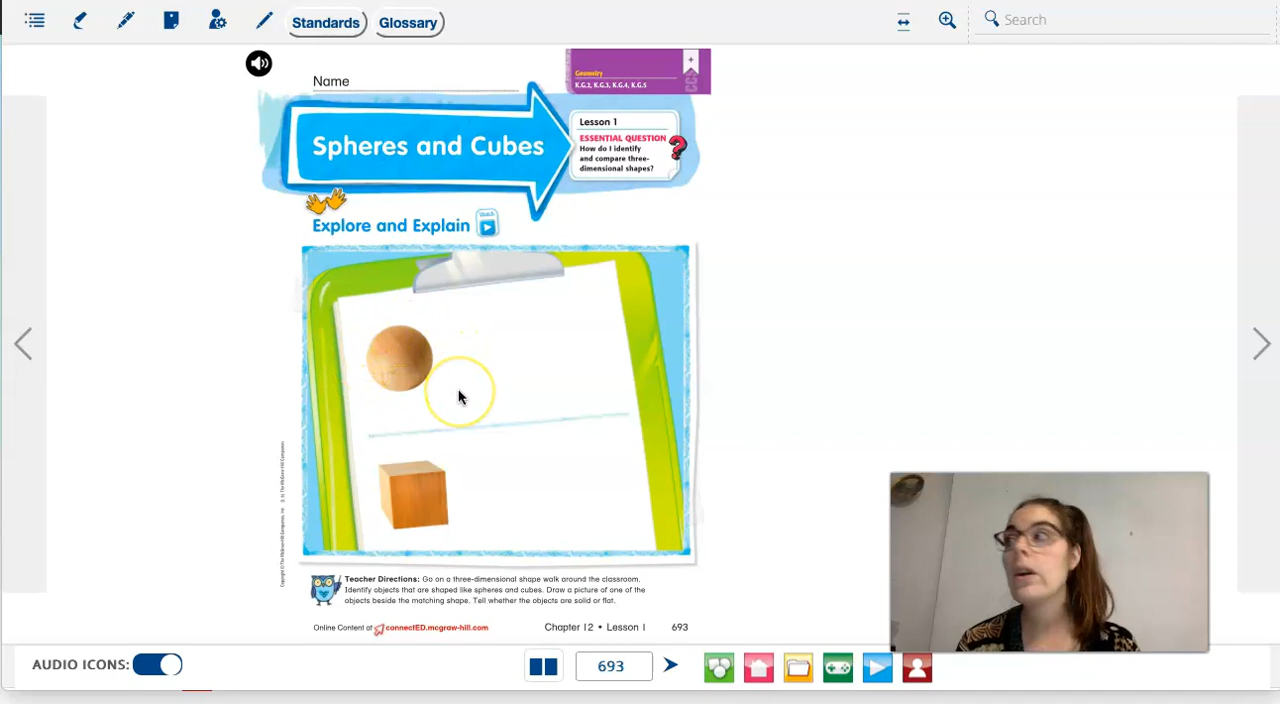 Standards
Glossary
Search
Name
Geometry
K.G.2, K.G.3, K.G.4, K.G.5
CCSS
Spheres and Cubes
Lesson 1
ESSENTIAL QUESTION
How do I identify
and compare three-
dimensional shapes?
?
Explore and Explain
Teacher Directions: Go on a three-dimensional shape walk around the classroom.
Identify objects that are shaped like spheres and cubes. Draw a picture of one of the
objects beside the matching shape. Tell whether the objects are solid or flat.
Online Content at connectED.mcgraw-hill.com
Chapter 12 • Lesson 1 693
AUDIO ICONS:
693